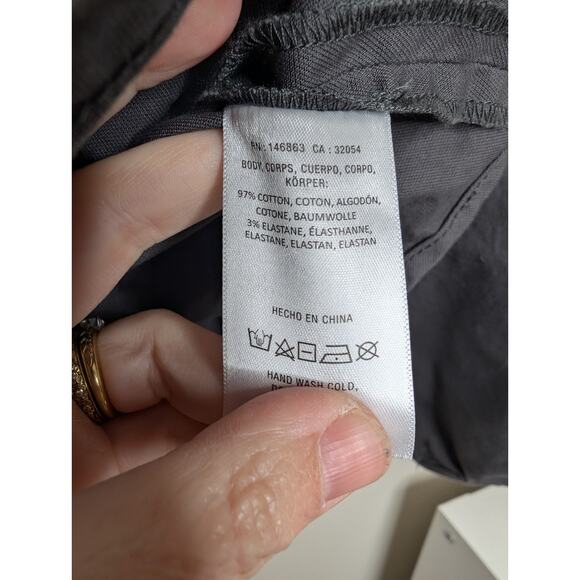 RN : 146863 CA : 32054
BODY, CORPS, CUERPO, CORPO,
KÖRPER:
97% COTTON, COTON, ALGODÓN,
COTONE, BAUMWOLLE
3% ELASTANE, ÉLASTHANNE,
ELASTANE, ELASTAN, ELASTAN
HECHO EN CHINA
HAND WASH COLD,